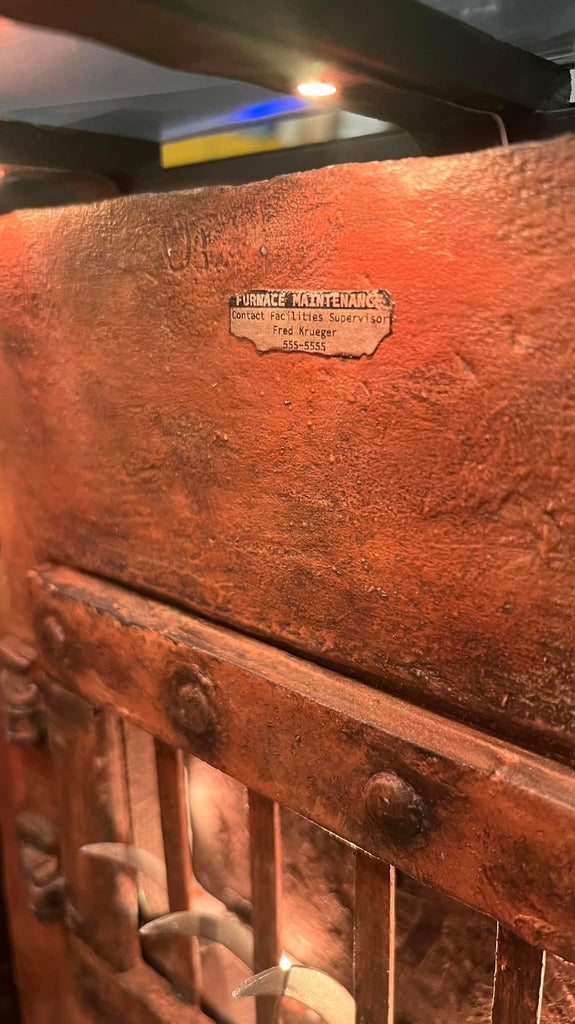 FURNACE MAINTENANCE
Contact Facilities Supervisor
Fred Krueger
555-5555